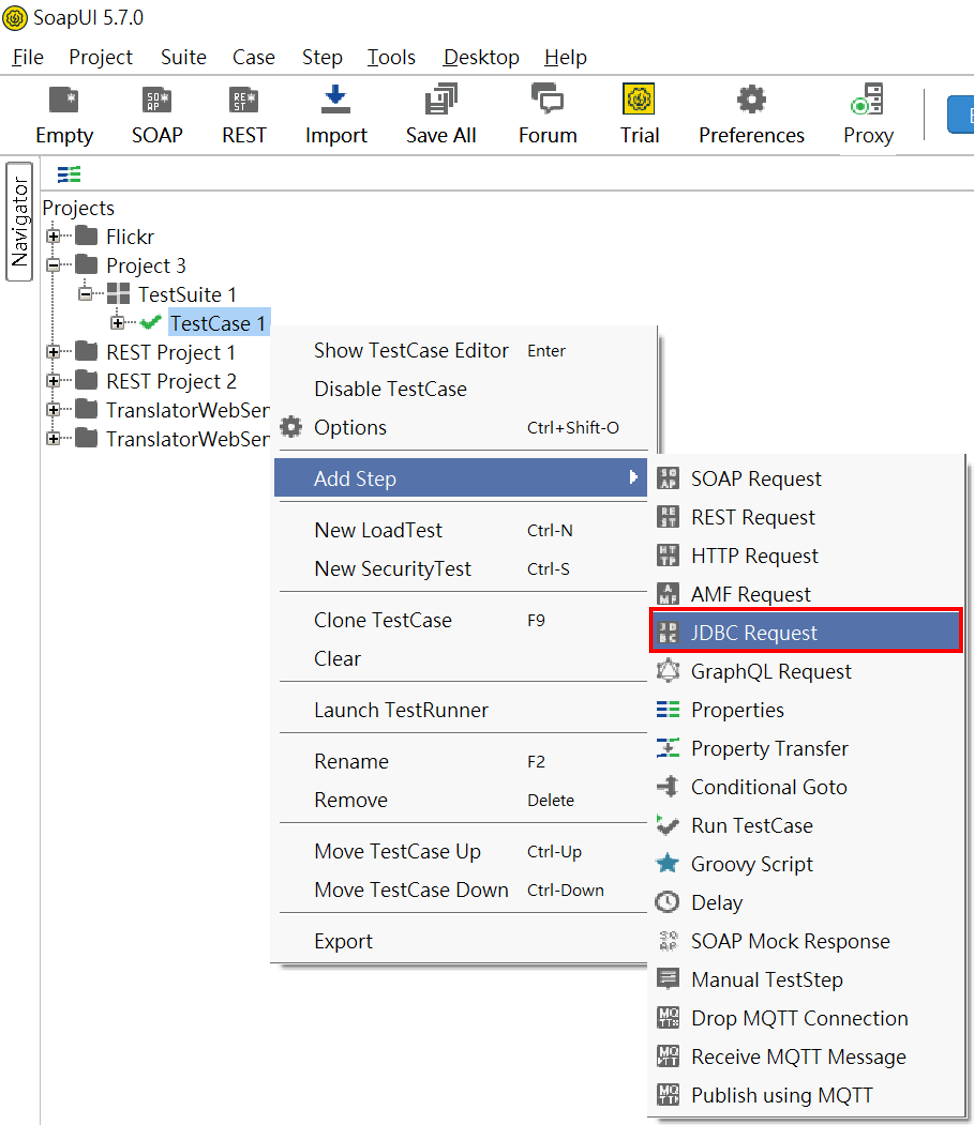 SoapUI 5.7.0
File Project Suite Case Step Tools Desktop Help
Empty SOAP REST Import Save All Forum Trial Preferences Proxy
Navigator
Projects
Flickr
Project 3
TestSuite 1
TestCase 1
REST Project 1
REST Project 2
TranslatorWebSer
TranslatorWebSer
Show TestCase Editor Enter
Disable TestCase
Options Ctrl+Shift-O
Add Step
New LoadTest Ctrl-N
New SecurityTest Ctrl-S
Clone TestCase F9
Clear
Launch TestRunner
Rename F2
Remove Delete
Move TestCase Up Ctrl-Up
Move TestCase Down Ctrl-Down
Export
SOAP Request
REST Request
HTTP Request
AMF Request
JDBC Request
GraphQL Request
Properties
Property Transfer
Conditional Goto
Run TestCase
Groovy Script
Delay
SOAP Mock Response
Manual TestStep
Drop MQTT Connection
Receive MQTT Message
Publish using MQTT